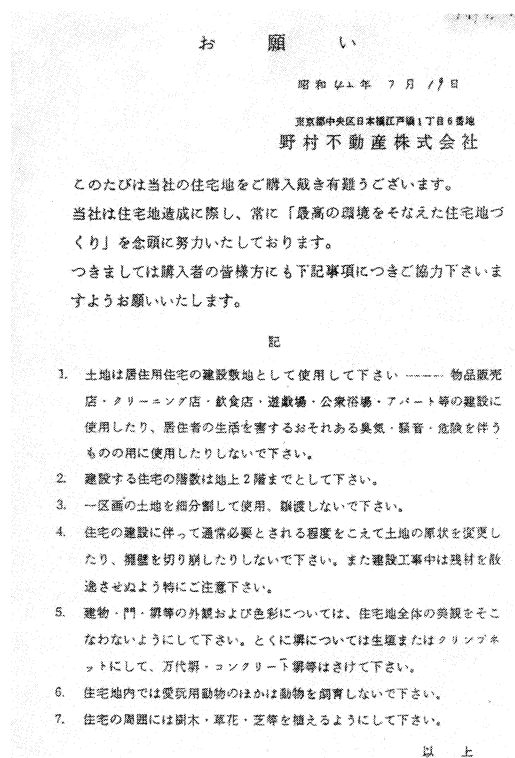 お願い
昭和42年7月19日
東京都中央区日本橋江戸橋1丁目6番地
野村不動産株式会社
このたびは当社の住宅地をご購入戴き有難うございます。
当社は住宅地造成に際し、常に「最高の環境をそなえた住宅地づ
くり」を念頭に努力いたしております。
つきましては購入者の皆様方にも下記事項につきご協力下さいま
すようお願いいたします。
記
1. 土地は居住用住宅の建設敷地として使用して下さい ----- 物品販売
店・クリーニング店・飲食店・遊戯場・公衆浴場・アパート等の建設に
使用したり、居住者の生活を害するおそれある臭気・騒音・危険を伴う
ものの用に使用したりしないで下さい。
2. 建設する住宅の階数は地上2階までとして下さい。
3. 一区画の土地を細分割して使用、譲渡しないで下さい。
4. 住宅の建設に伴って通常必要とされる程度をこえて土地の原状を変更し
たり、擁壁を切り崩したりしないで下さい。また建設工事中は残材を散
逸させぬよう特にご注意下さい。
5. 建物・門・塀等の外観および色彩については、住宅地全体の美観をそこ
なわないようにして下さい。とくに塀については生垣またはクリンプネ
ットにして、万代塀・コンクリート塀等はさけて下さい。
6. 住宅地内では愛玩用動物のほかは動物を飼育しないで下さい。
7. 住宅の周囲には樹木・草花・芝等を植えるようにして下さい。
以上